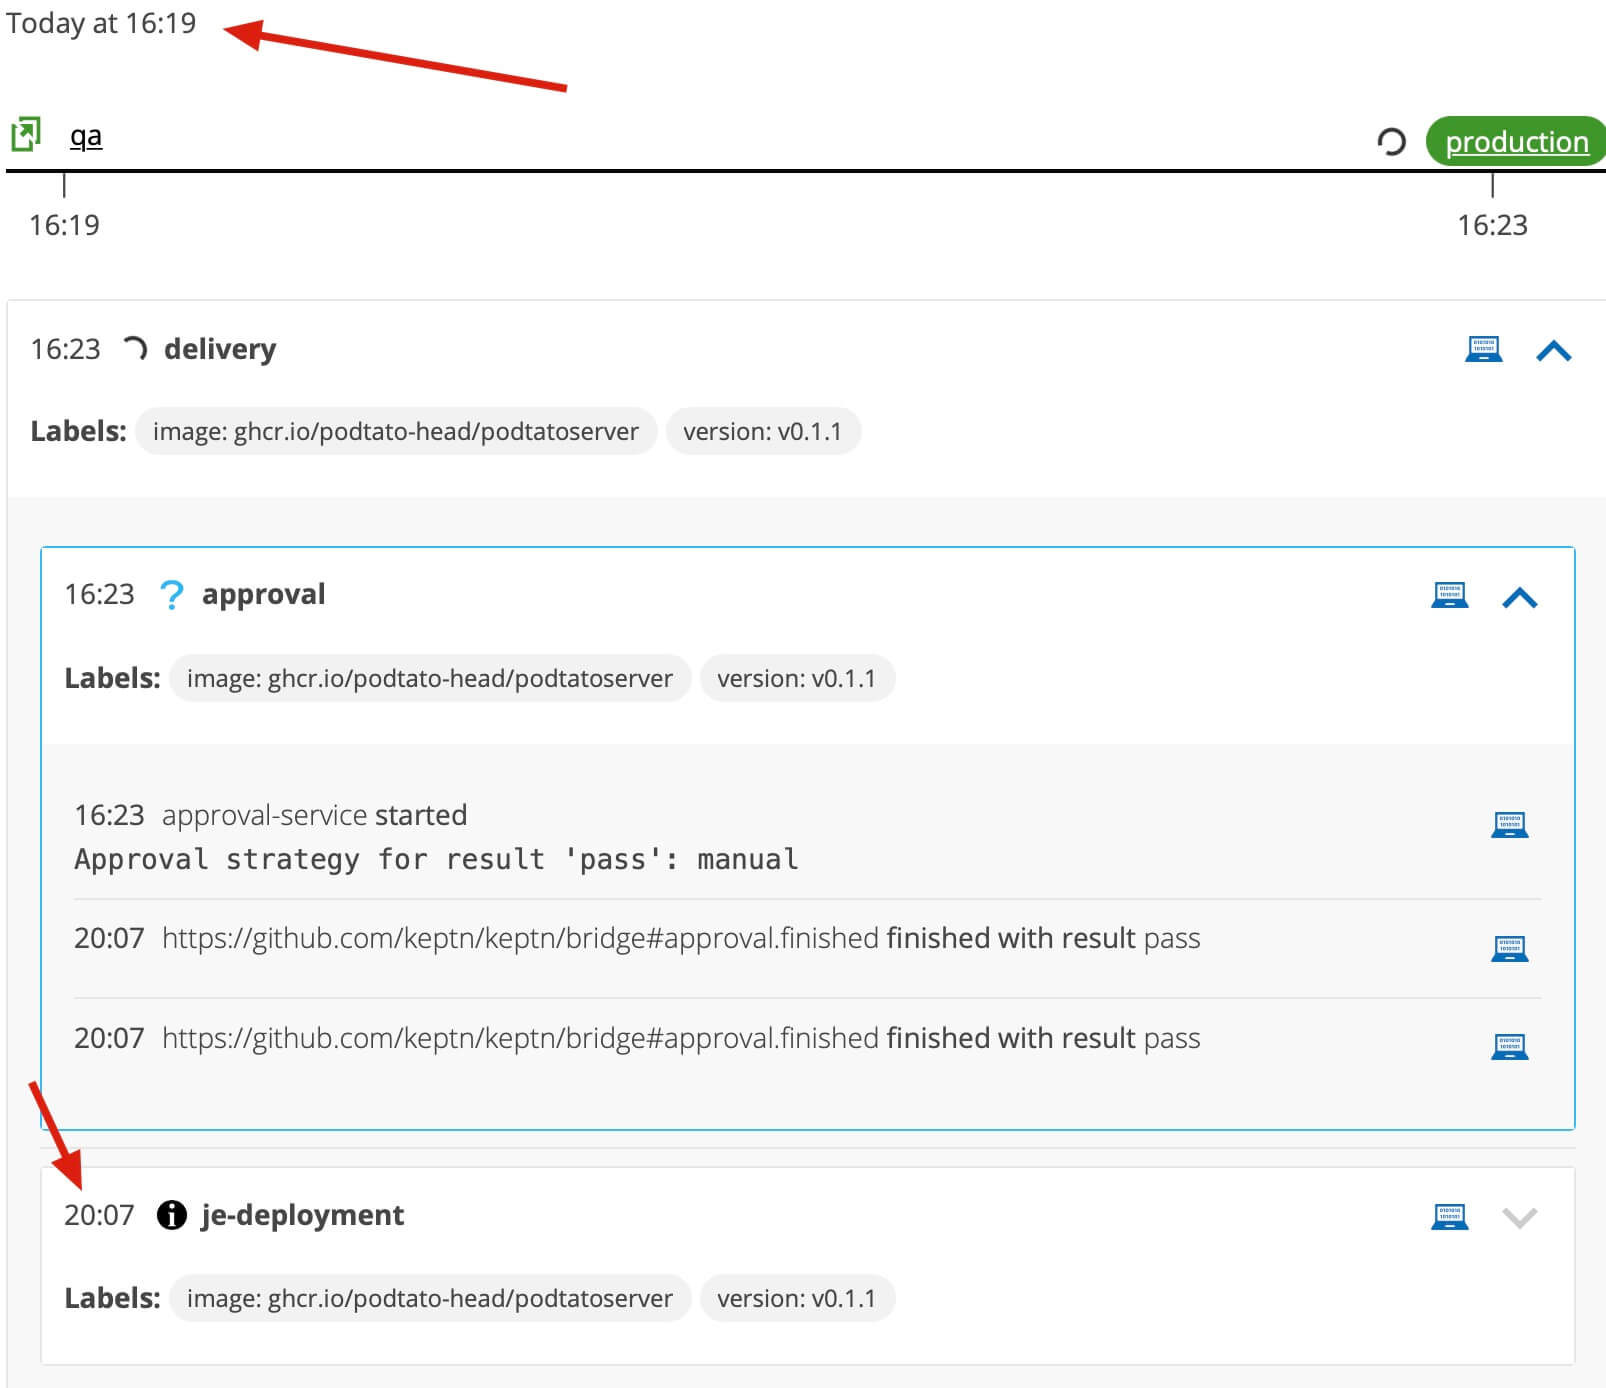 Today at 16:19
qa
production
16:19
16:23
16:23 delivery
Labels: image: ghcr.io/podtato-head/podtatoserver version: v0.1.1
16:23 ? approval
Labels: image: ghcr.io/podtato-head/podtatoserver version: v0.1.1
16:23 approval-service started
Approval strategy for result 'pass': manual
20:07 https://github.com/keptn/keptn/bridge#approval.finished finished with result pass
20:07 https://github.com/keptn/keptn/bridge#approval.finished finished with result pass
20:07 je-deployment
Labels: image: ghcr.io/podtato-head/podtatoserver version: v0.1.1